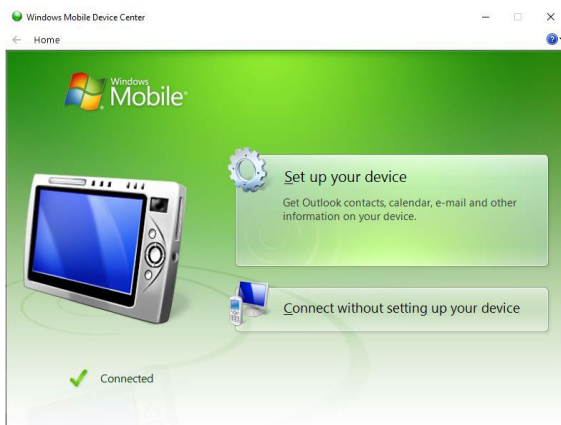 Windows Mobile Device Center
Home
Windows
Mobile
Set up your device
Get Outlook contacts, calendar, e-mail and other
information on your device.
Connect without setting up your device
Connected